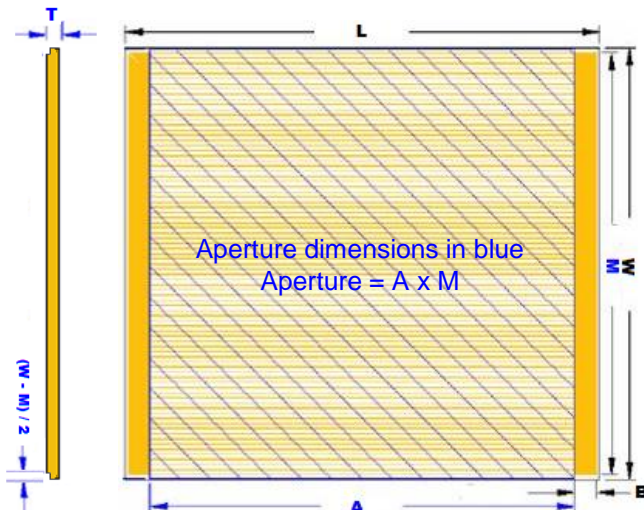 T
L
Aperture dimensions in blue
Aperture = A x M
M
W
(W - M) / 2
B
A